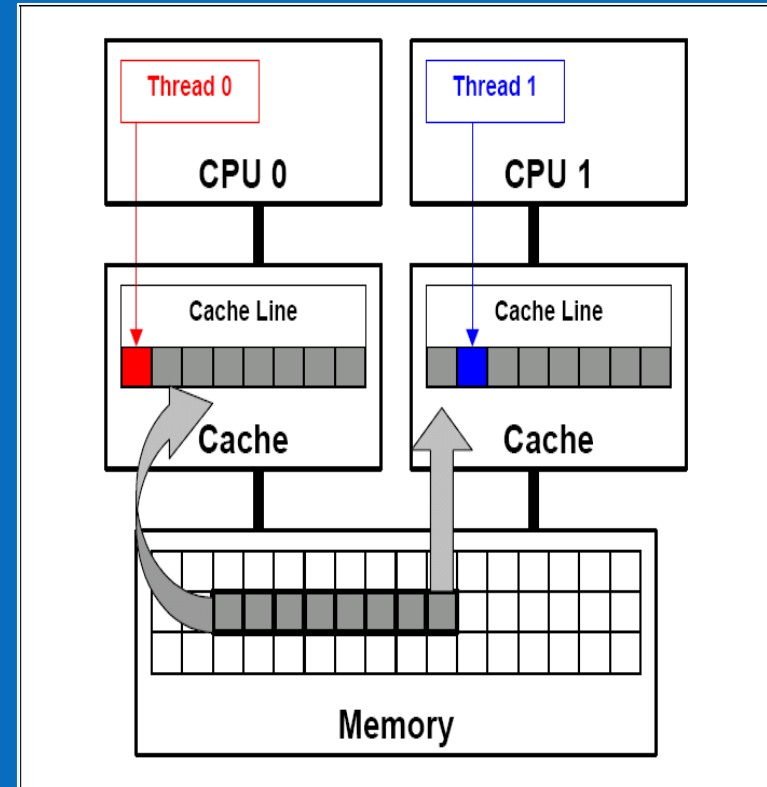 Thread 0
Thread 1
CPU 0
CPU 1
Cache Line
Cache Line
Cache
Cache
Memory